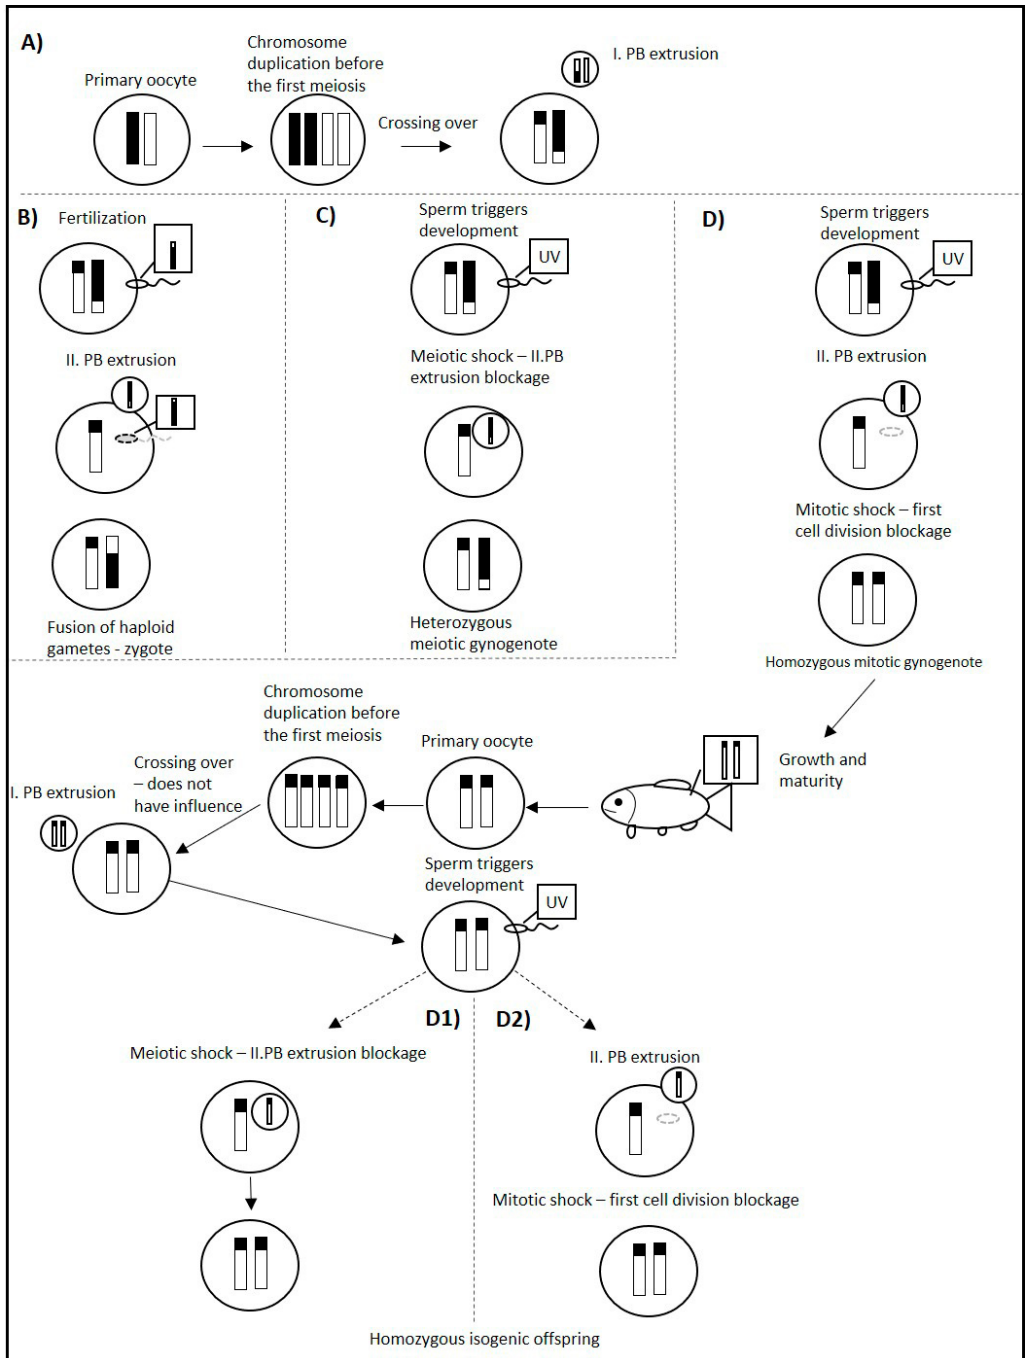 A)
Primary oocyte
Chromosome
duplication before
the first meiosis
Crossing over
I. PB extrusion
B)
Fertilization
II. PB extrusion
Fusion of haploid
gametes - zygote
C)
Sperm triggers
development
UV
Meiotic shock – II.PB
extrusion blockage
Heterozygous
meiotic gynogenote
D)
Sperm triggers
development
UV
II. PB extrusion
Mitotic shock – first
cell division blockage
Homozygous mitotic gynogenote
Growth and
maturity
Primary oocyte
Chromosome
duplication before
the first meiosis
Crossing over
– does not
have influence
I. PB extrusion
Sperm triggers
development
UV
D1)
Meiotic shock – II.PB extrusion blockage
D2)
II. PB extrusion
Mitotic shock – first cell division blockage
Homozygous isogenic offspring